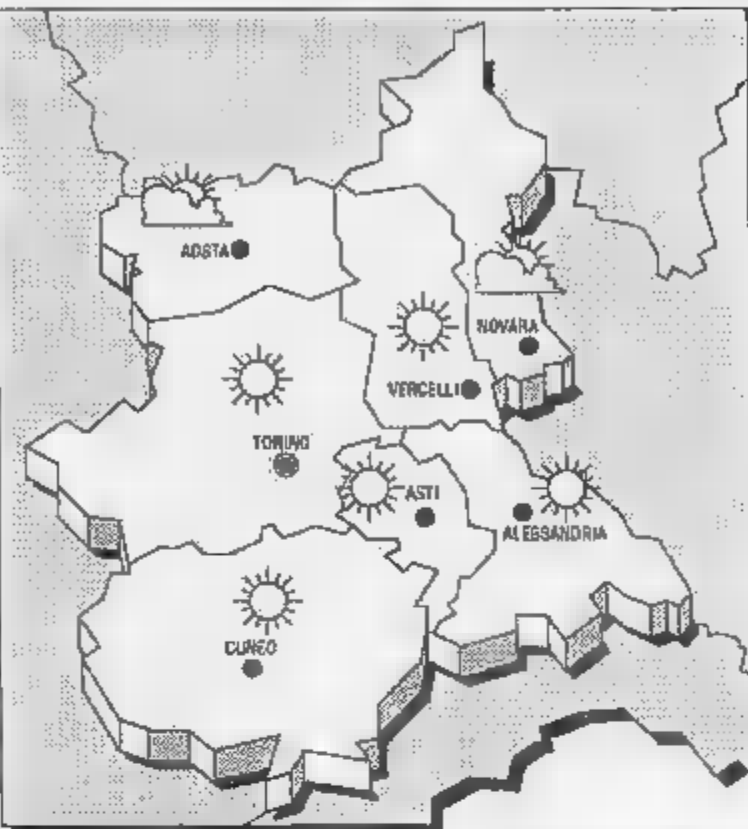 AOSTA
NOVARA
VERCELLI
TORINO
ASTI
ALESSANDRIA
CUNEO